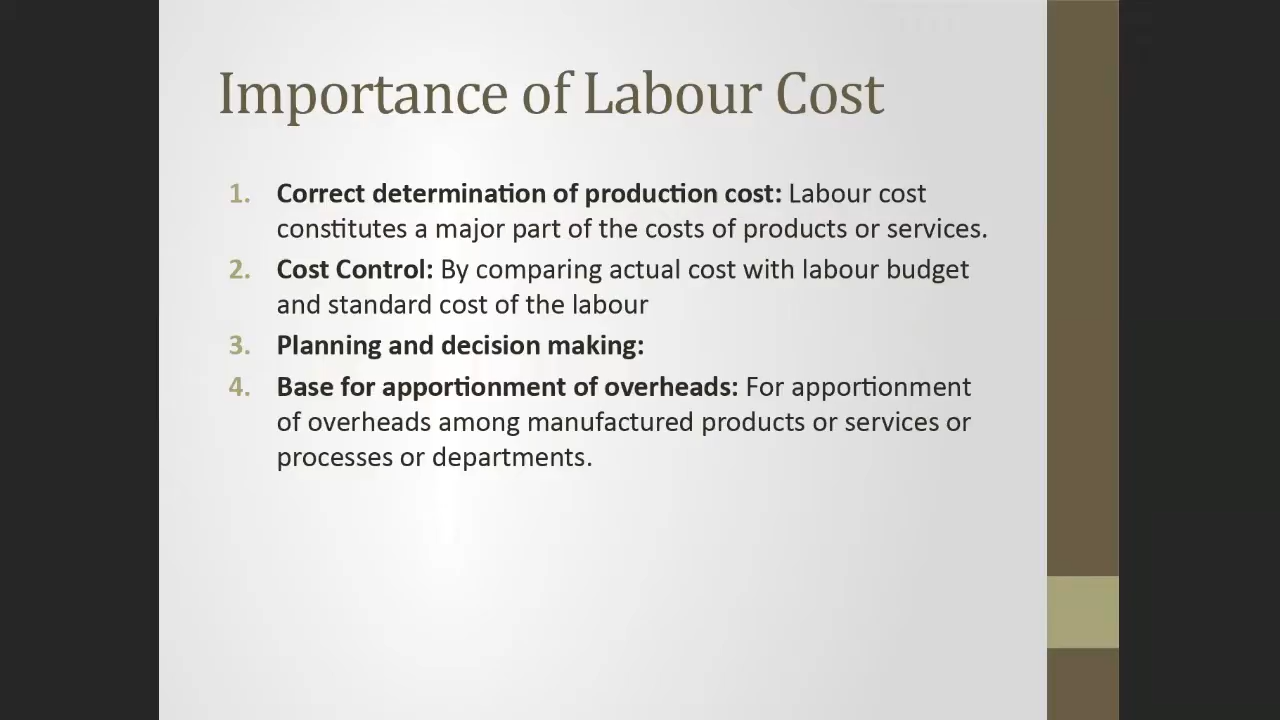 Importance of Labour Cost
1. Correct determination of production cost: Labour cost
constitutes a major part of the costs of products or services.
2. Cost Control: By comparing actual cost with labour budget
and standard cost of the labour
3. Planning and decision making:
4. Base for apportionment of overheads: For apportionment
of overheads among manufactured products or services or
processes or departments.